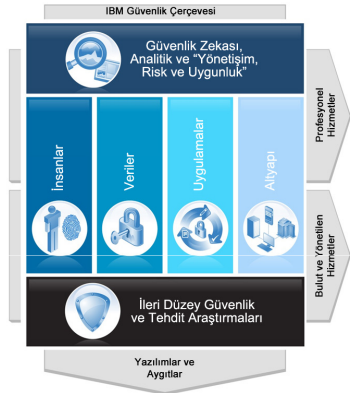 IBM Güvenlik Çerçevesi
Güvenlik Zekası,
Analitik ve “Yönetişim,
Risk ve Uygunluk”
İnsanlar
Veriler
Uygulamalar
Altyapı
Profesyonel
Hizmetler
Bulut ve Yönetilen
Hizmetler
İleri Düzey Güvenlik
ve Tehdit Araştırmaları
Yazılımlar ve
Aygıtlar